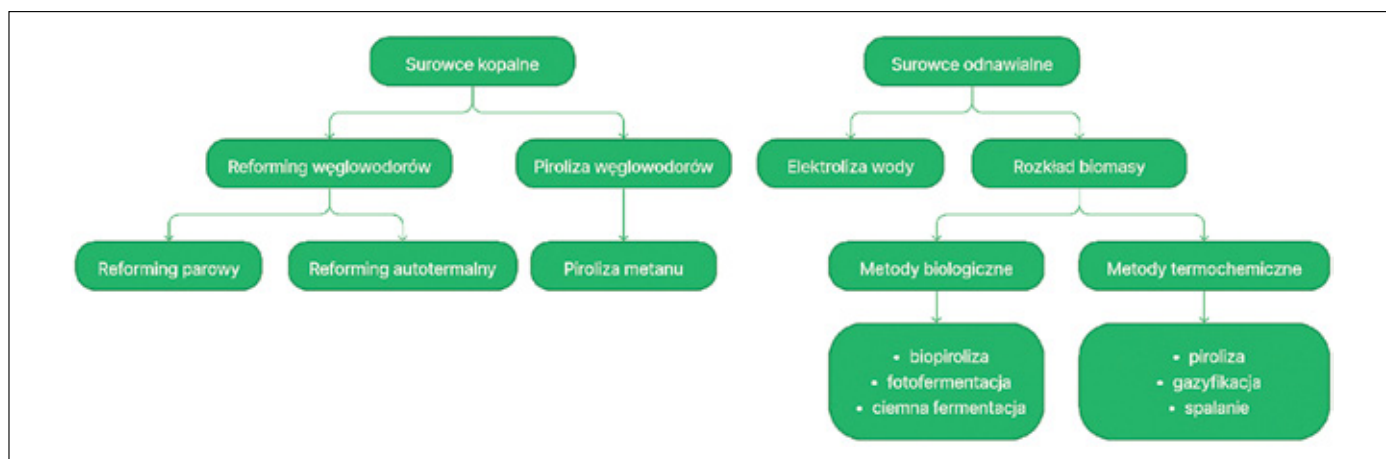 Surowce kopalne
Surowce odnawialne
Reforming węglowodorów
Piroliza węglowodorów
Elektroliza wody
Rozkład biomasy
Reforming parowy
Reforming autotermalny
Piroliza metanu
Metody biologiczne
Metody termochemiczne
• biopiroliza
• fotofermentacja
• ciemna fermentacja
• piroliza
• gazyfikacja
• spalanie